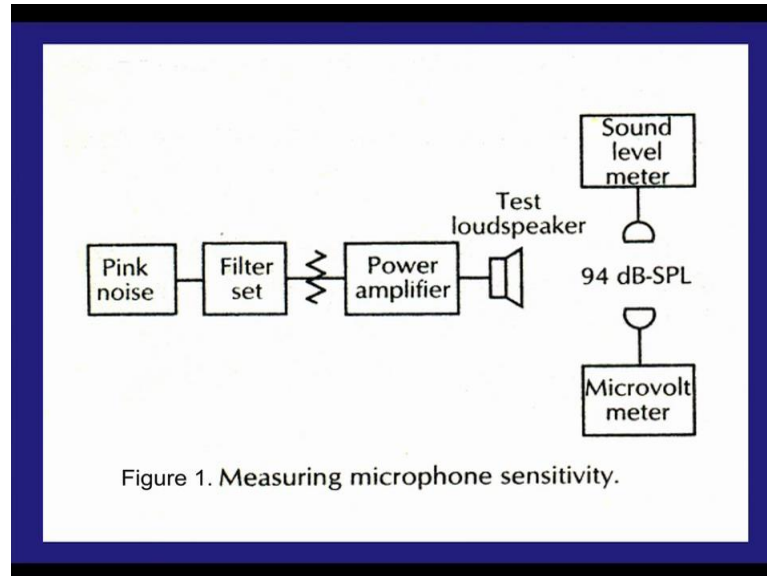 Sound
level
meter
Test
loudspeaker
Pink
noise
Filter
set
Power
amplifier
94 dB-SPL
Microvolt
meter
Figure 1. Measuring microphone sensitivity.